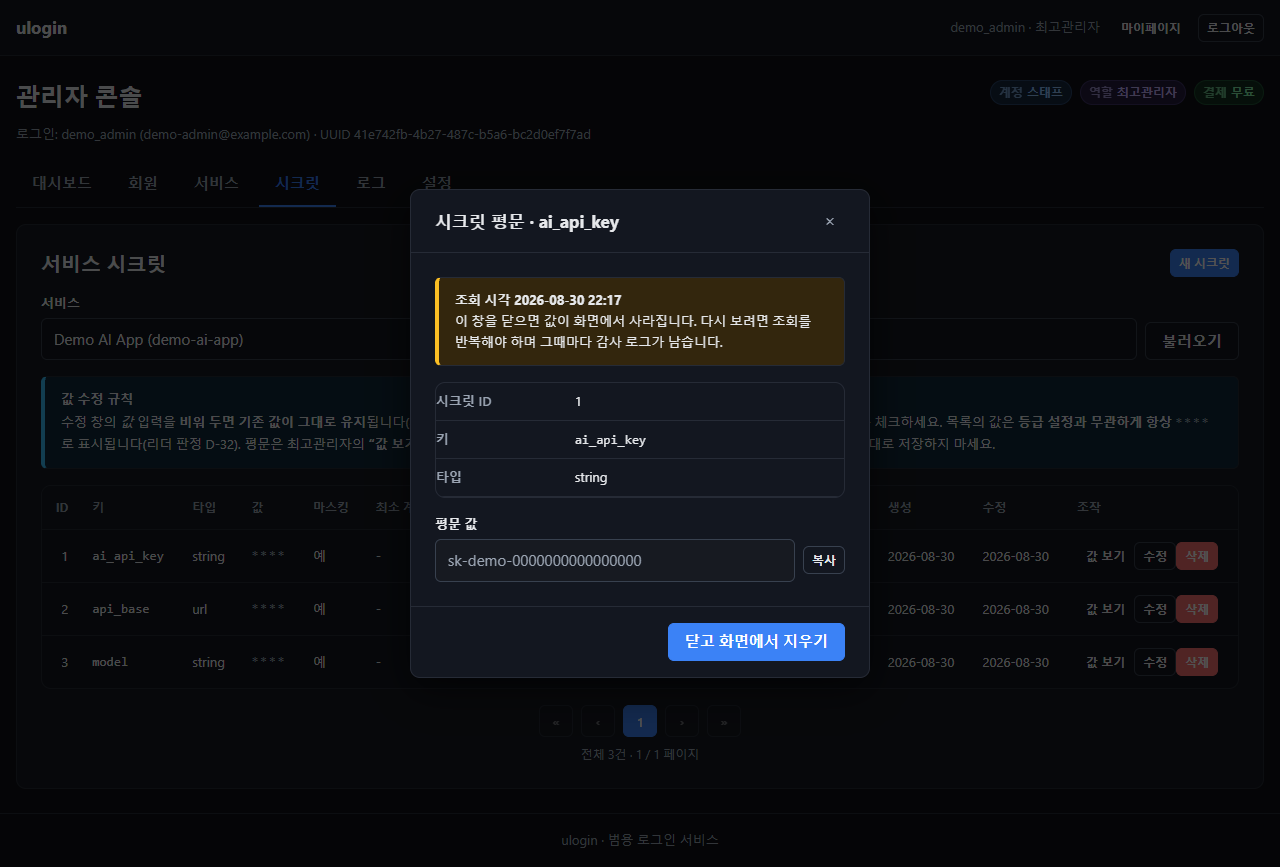 ulogin
demo_admin · 최고관리자 마이페이지 로그아웃
관리자 콘솔
계정 스태프 역할 최고관리자 결제 무료
로그인: demo_admin (demo-admin@example.com) · UUID 41e742fb-4b27-487c-b5a6-bc2d0ef7f7ad
대시보드 회원 서비스 시크릿 로그 설정
서비스 시크릿
새 시크릿
서비스
Demo AI App (demo-ai-app)
불러오기
값 수정 규칙
수정 창의 값 입력을 비워 두면 기존 값이 그대로 유지됩니다(
체크하세요. 목록의 값은 등급 설정과 무관하게 항상 ****
로 표시됩니다(리더 판정 D-32). 평문은 최고관리자의 “값 보기
대로 저장하지 마세요.
ID 키 타입 값 마스킹 최소 생성 수정 조작
1 ai_api_key string **** 예 - 2026-08-30 2026-08-30 값 보기 수정 삭제
2 api_base url **** 예 - 2026-08-30 2026-08-30 값 보기 수정 삭제
3 model string **** 예 - 2026-08-30 2026-08-30 값 보기 수정 삭제
« ‹ 1 › »
전체 3건 · 1 / 1 페이지
ulogin · 범용 로그인 서비스
시크릿 평문 · ai_api_key
×
조회 시각 2026-08-30 22:17
이 창을 닫으면 값이 화면에서 사라집니다. 다시 보려면 조회를
반복해야 하며 그때마다 감사 로그가 남습니다.
시크릿 ID 1
키 ai_api_key
타입 string
평문 값
sk-demo-0000000000000000
복사
닫고 화면에서 지우기